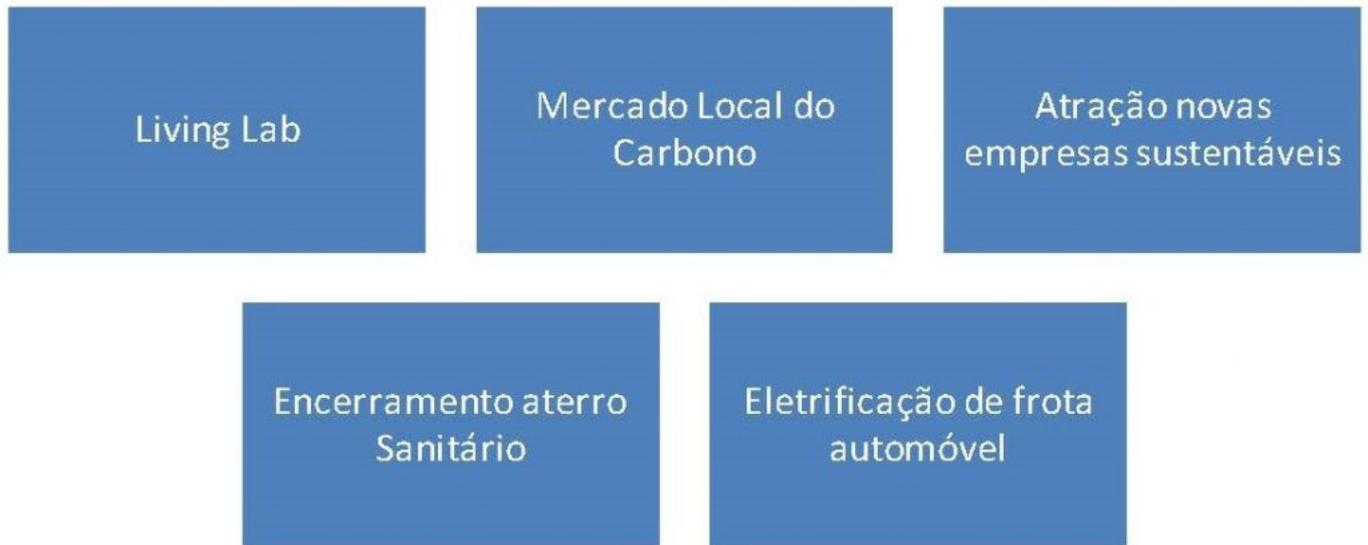 Living Lab
Mercado Local do
Carbono
Atração novas
empresas sustentáveis
Encerramento aterro
Sanitário
Eletrificação de frota
automóvel